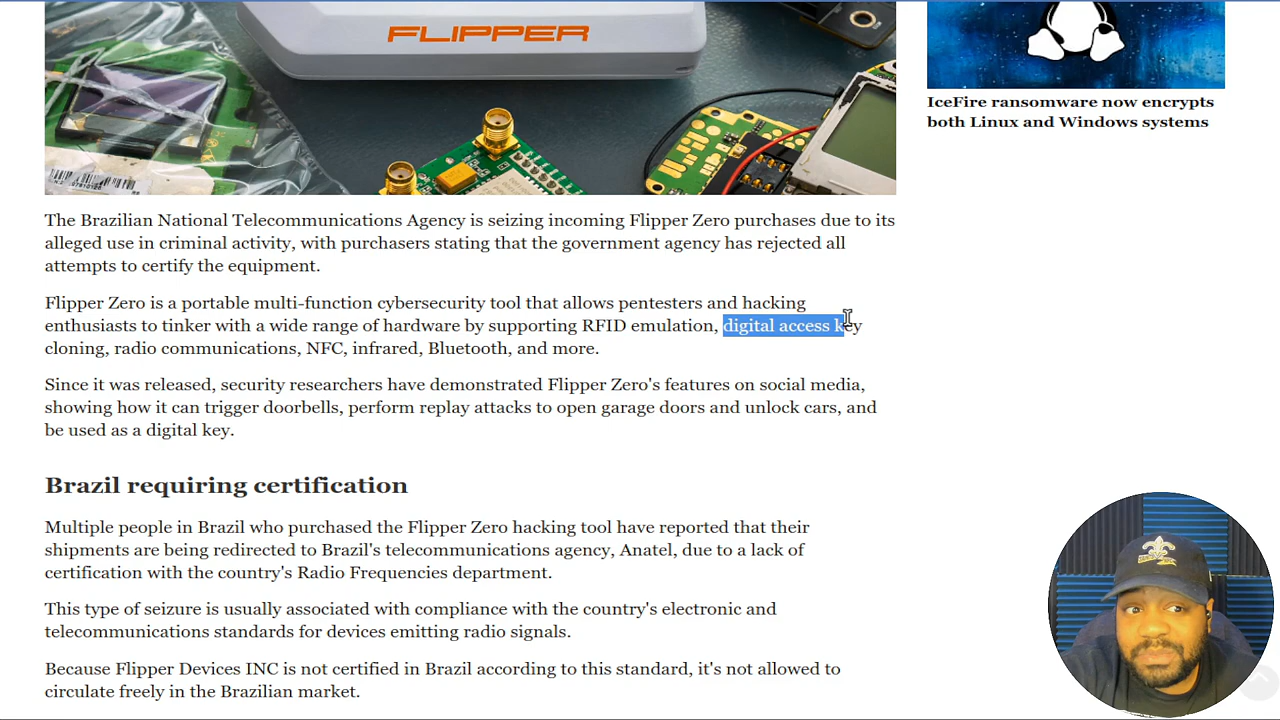 FLIPPER
IceFire ransomware now encrypts
both Linux and Windows systems
The Brazilian National Telecommunications Agency is seizing incoming Flipper Zero purchases due to its
alleged use in criminal activity, with purchasers stating that the government agency has rejected all
attempts to certify the equipment.
Flipper Zero is a portable multi-function cybersecurity tool that allows pentesters and hacking
enthusiasts to tinker with a wide range of hardware by supporting RFID emulation, digital access key
cloning, radio communications, NFC, infrared, Bluetooth, and more.
Since it was released, security researchers have demonstrated Flipper Zero's features on social media,
showing how it can trigger doorbells, perform replay attacks to open garage doors and unlock cars, and
be used as a digital key.
Brazil requiring certification
Multiple people in Brazil who purchased the Flipper Zero hacking tool have reported that their
shipments are being redirected to Brazil's telecommunications agency, Anatel, due to a lack of
certification with the country's Radio Frequencies department.
This type of seizure is usually associated with compliance with the country's electronic and
telecommunications standards for devices emitting radio signals.
Because Flipper Devices INC is not certified in Brazil according to this standard, it's not allowed to
circulate freely in the Brazilian market.